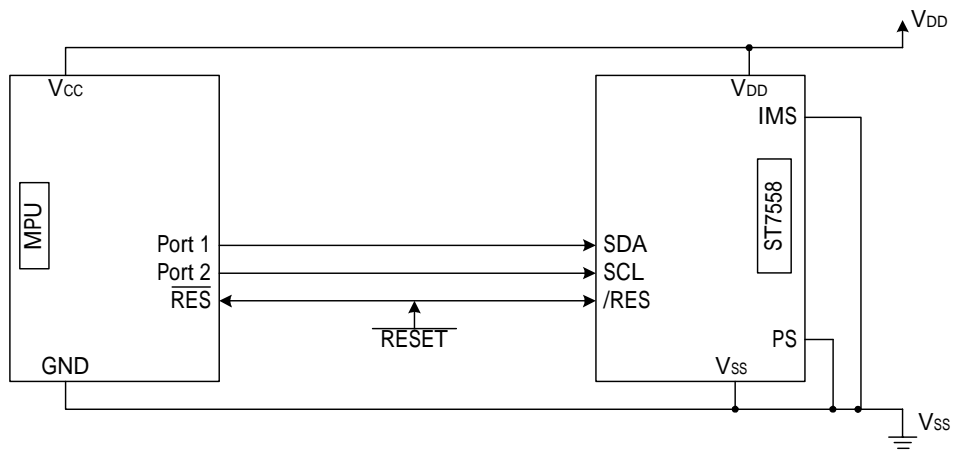 VDD
VCC
VDD
IMS
MPU
ST7558
Port 1
SDA
Port 2
SCL
RES
/RES
RESET
PS
GND
VSS
VSS